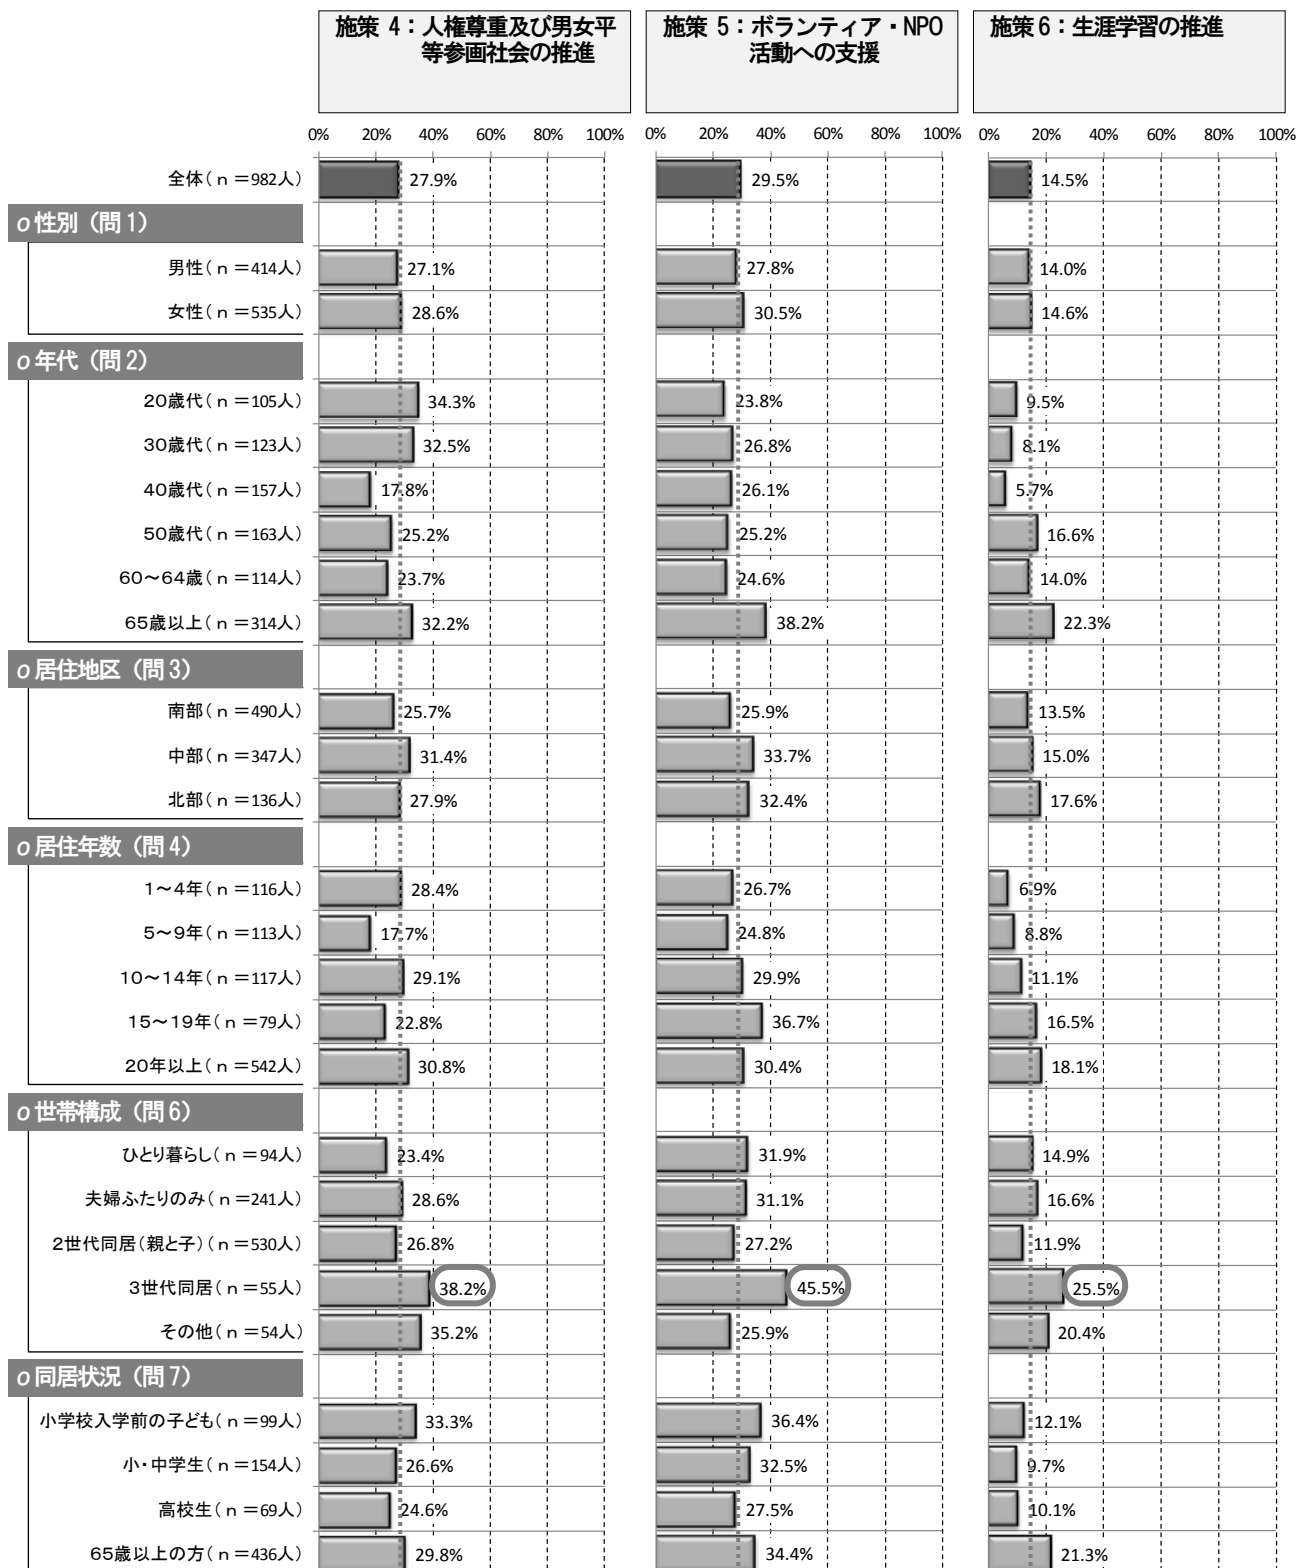 施策 4：人権尊重及び男女平
等参画社会の推進
施策 5：ボランティア・NPO
活動への支援
施策6：生涯学習の推進
0% 20% 40% 60% 80% 100% 0% 20% 40% 60% 80% 100% 0% 20% 40% 60% 80% 100%
全体(ｎ＝982人) 27.9% 29.5% 14.5%
o 性別（問1）
男性(ｎ＝414人) 27.1% 27.8% 14.0%
女性(ｎ＝535人) 28.6% 30.5% 14.6%
o 年代（問2）
20歳代(ｎ＝105人) 34.3% 23.8% 9.5%
30歳代(ｎ＝123人) 32.5% 26.8% 8.1%
40歳代(ｎ＝157人) 17.8% 26.1% 5.7%
50歳代(ｎ＝163人) 25.2% 25.2% 16.6%
60～64歳(ｎ＝114人) 23.7% 24.6% 14.0%
65歳以上(ｎ＝314人) 32.2% 38.2% 22.3%
o 居住地区（問3）
南部(ｎ＝490人) 25.7% 25.9% 13.5%
中部(ｎ＝347人) 31.4% 33.7% 15.0%
北部(ｎ＝136人) 27.9% 32.4% 17.6%
o 居住年数（問4）
1～4年(ｎ＝116人) 28.4% 26.7% 6.9%
5～9年(ｎ＝113人) 17.7% 24.8% 8.8%
10～14年(ｎ＝117人) 29.1% 29.9% 11.1%
15～19年(ｎ＝79人) 22.8% 36.7% 16.5%
20年以上(ｎ＝542人) 30.8% 30.4% 18.1%
o 世帯構成（問6）
ひとり暮らし(ｎ＝94人) 23.4% 31.9% 14.9%
夫婦ふたりのみ(ｎ＝241人) 28.6% 31.1% 16.6%
2世代同居(親と子)(ｎ＝530人) 26.8% 27.2% 11.9%
3世代同居(ｎ＝55人) 38.2% 45.5% 25.5%
その他(ｎ＝54人) 35.2% 25.9% 20.4%
o 同居状況（問7）
小学校入学前の子ども(ｎ＝99人) 33.3% 36.4% 12.1%
小・中学生(ｎ＝154人) 26.6% 32.5% 9.7%
高校生(ｎ＝69人) 24.6% 27.5% 10.1%
65歳以上の方(ｎ＝436人) 29.8% 34.4% 21.3%